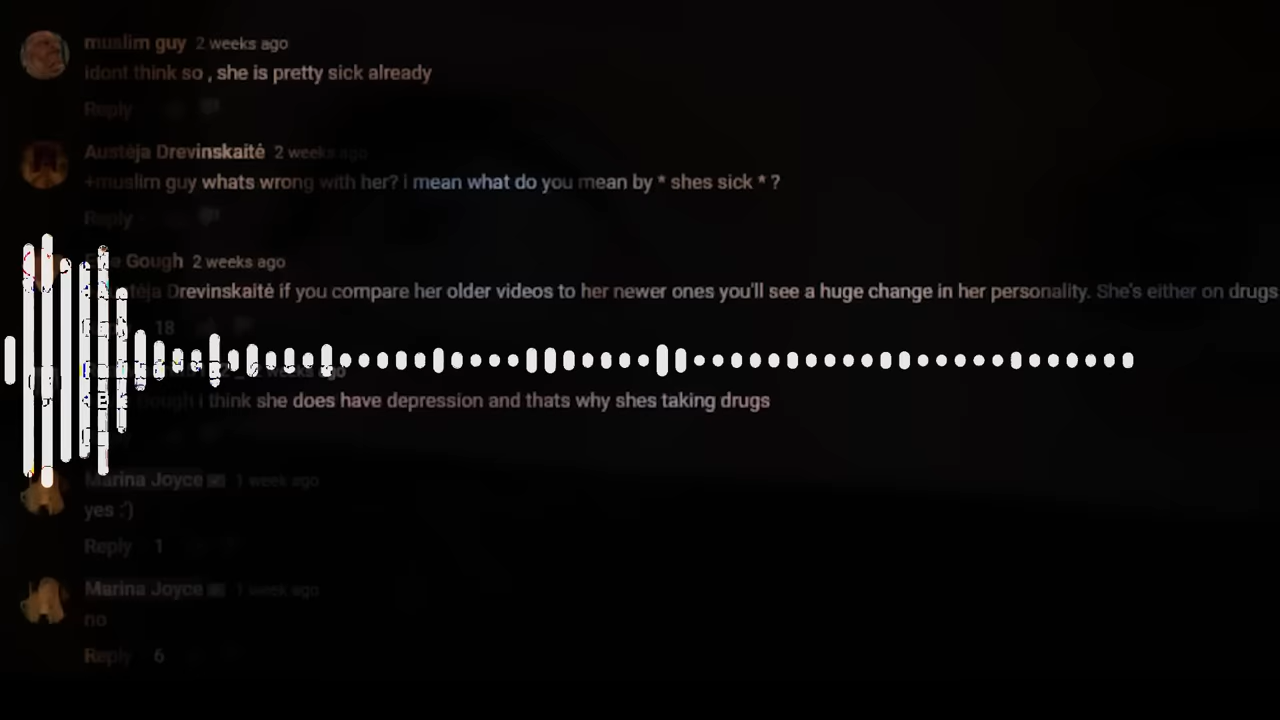 muslim guy 2 weeks ago
idont think so , she is pretty sick already
Reply
Austėja Drevinskaitė 2 weeks ago
+muslim guy whats wrong with her? I mean what do you mean by * shes sick * ?
Reply
Gough 2 weeks ago
Drevinskaitė if you compare her older videos to her newer ones you'll see a huge change in her personality. She's either on drugs
18
weeks ago
i think she does have depression and thats why shes taking drugs
Marina Joyce 1 week ago
yes :')
Reply 1
Marina Joyce 1 week ago
no
Reply 6